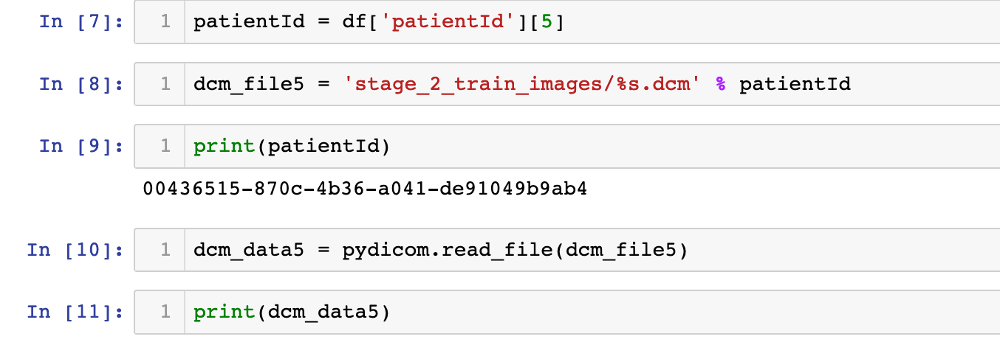 In [7]: 1 patientId = df['patientId'][5]
In [8]: 1 dcm_file5 = 'stage_2_train_images/%s.dcm' % patientId
In [9]: 1 print(patientId)
00436515-870c-4b36-a041-de91049b9ab4
In [10]: 1 dcm_data5 = pydicom.read_file(dcm_file5)
In [11]: 1 print(dcm_data5)